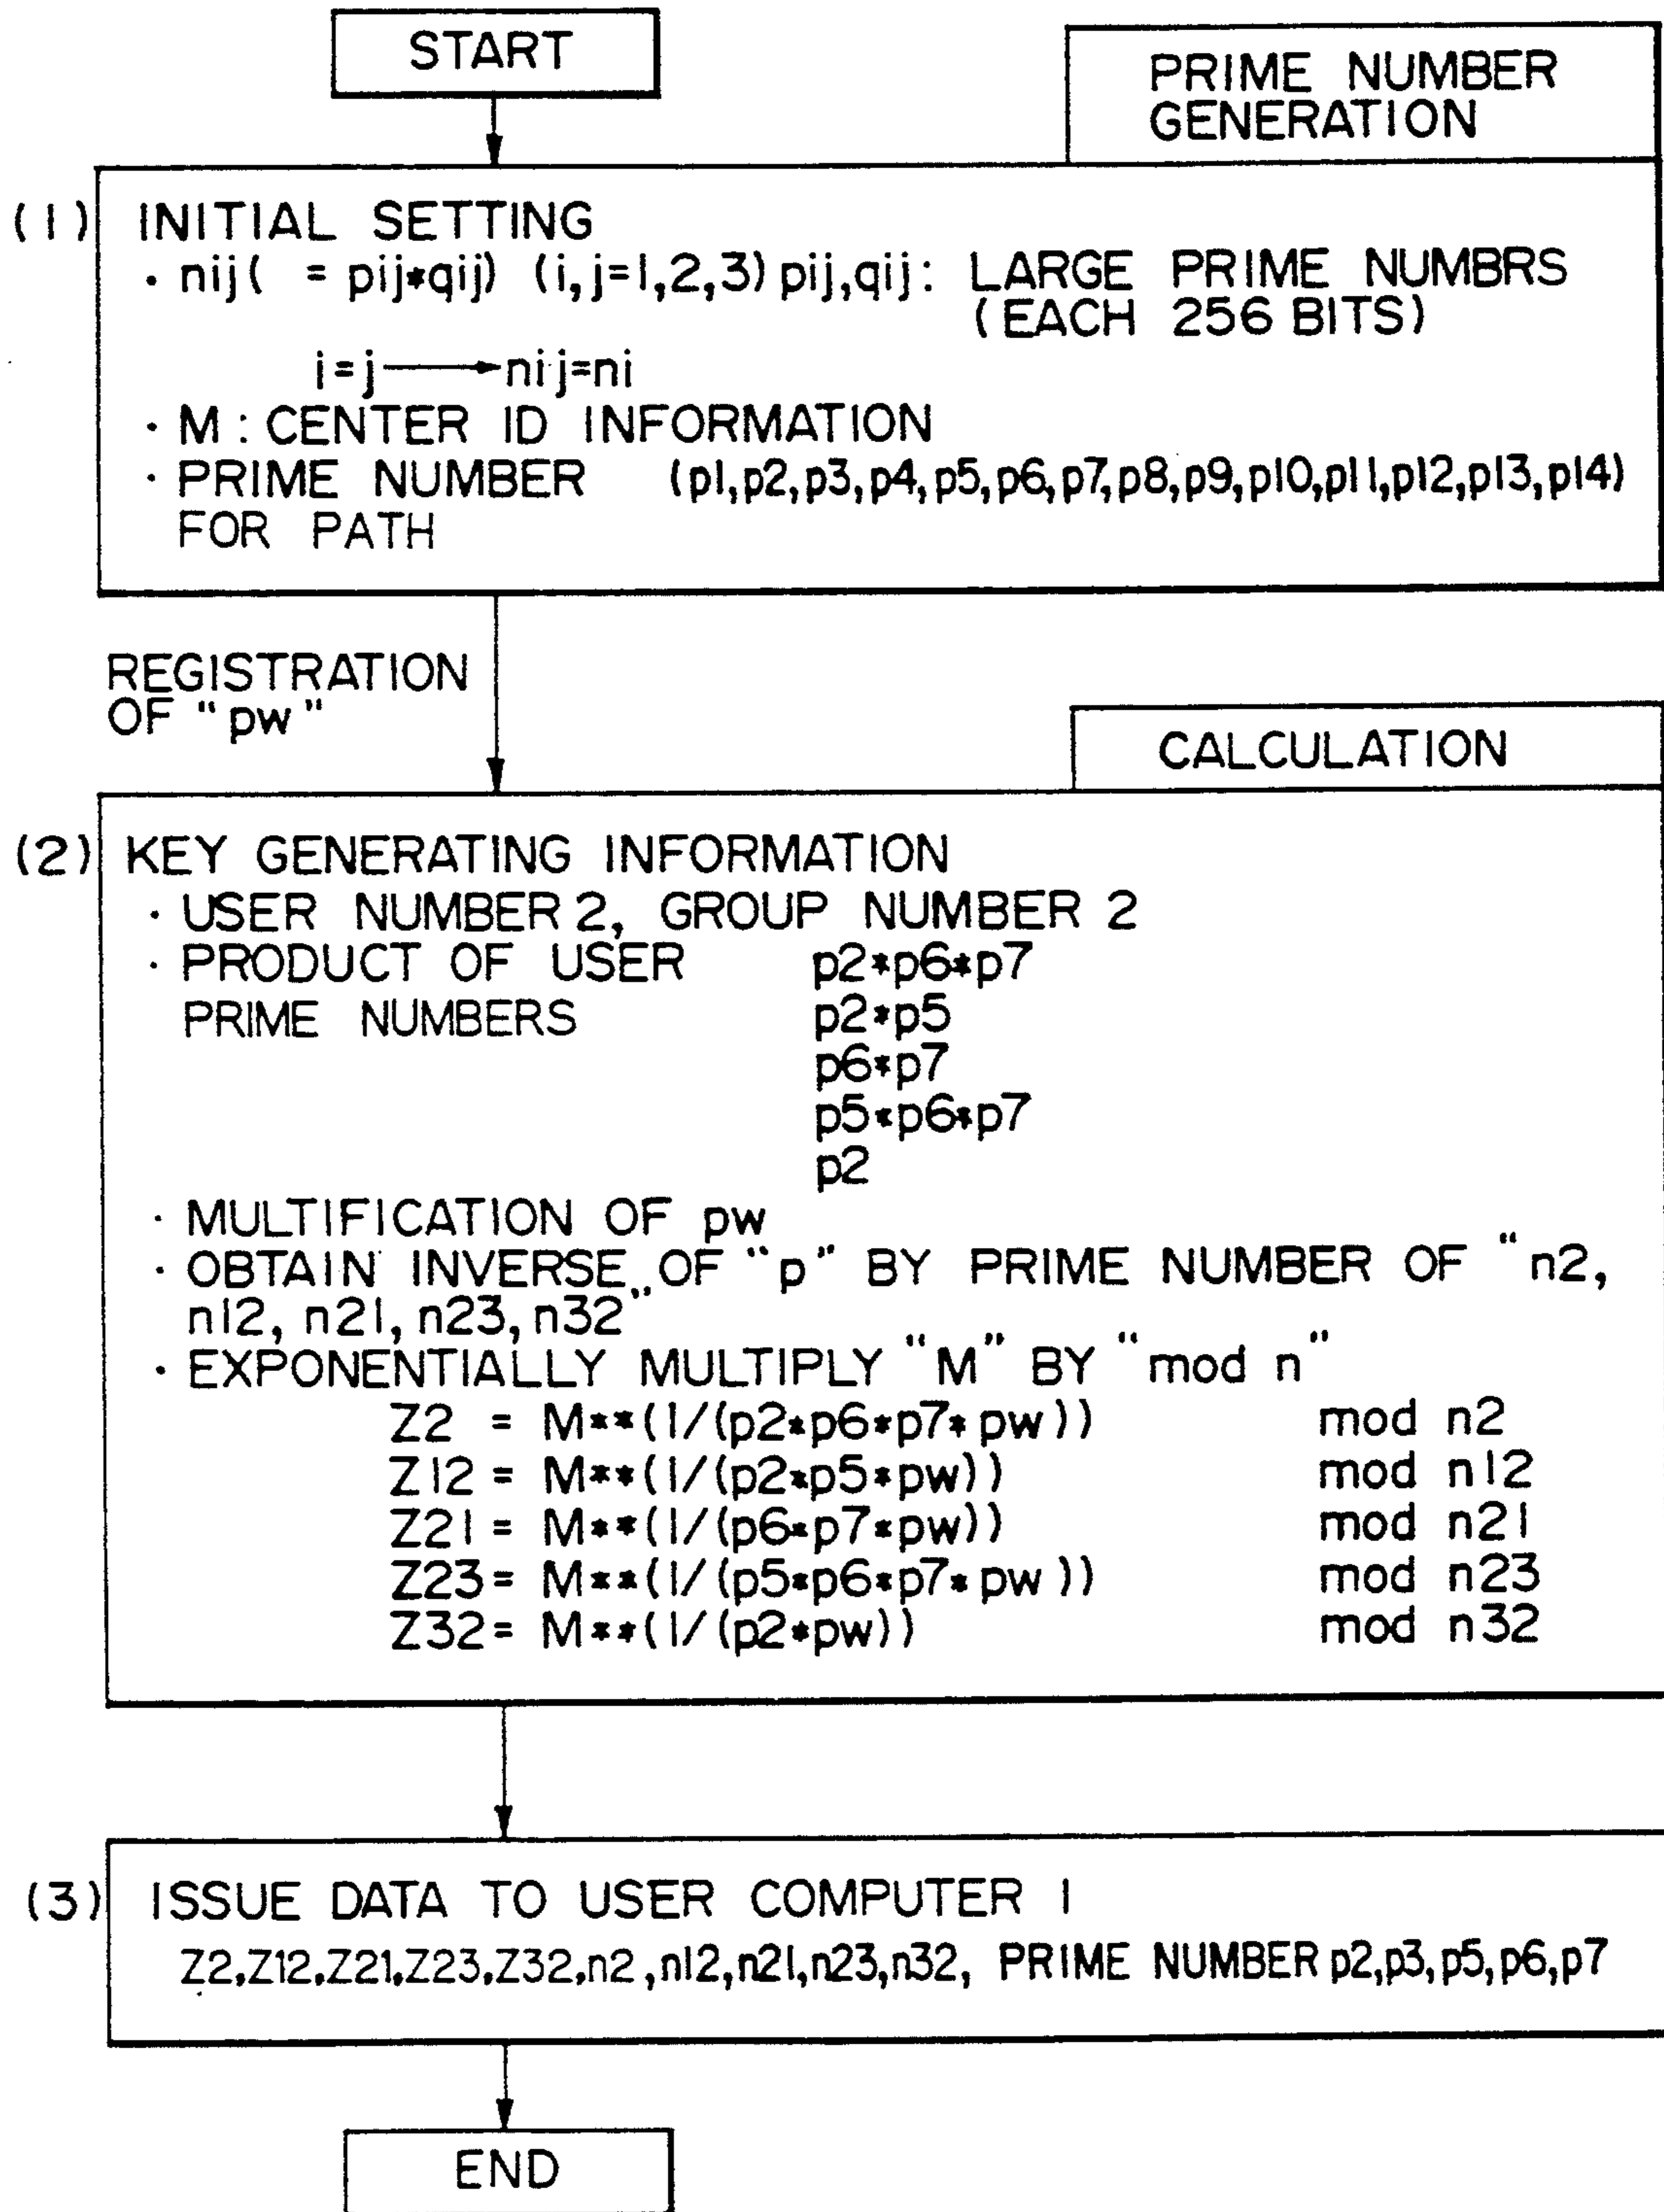 START
PRIME NUMBER
GENERATION
(1) INITIAL SETTING
· nij( = pij*qij) (i,j=1,2,3) pij,qij: LARGE PRIME NUMBRS
(EACH 256 BITS)
i=j→nij=ni
· M : CENTER ID INFORMATION
· PRIME NUMBER (p1,p2,p3,p4,p5,p6,p7,p8,p9,p10,p11,p12,p13,p14)
FOR PATH
REGISTRATION
OF "pw"
CALCULATION
(2) KEY GENERATING INFORMATION
· USER NUMBER 2, GROUP NUMBER 2
· PRODUCT OF USER p2*p6*p7
PRIME NUMBERS p2*p5
p6*p7
p5*p6*p7
p2
· MULTIFICATION OF pw
· OBTAIN INVERSE OF "p" BY PRIME NUMBER OF "n2,
n12, n21, n23, n32"
· EXPONENTIALLY MULTIPLY "M" BY "mod n"
Z2 = M**(1/(p2*p6*p7*pw)) mod n2
Z12 = M**(1/(p2*p5*pw)) mod n12
Z21 = M**(1/(p6*p7*pw)) mod n21
Z23 = M**(1/(p5*p6*p7*pw)) mod n23
Z32 = M**(1/(p2*pw)) mod n32
(3) ISSUE DATA TO USER COMPUTER 1
Z2,Z12,Z21,Z23,Z32,n2,n12,n21,n23,n32, PRIME NUMBER p2,p3,p5,p6,p7
END